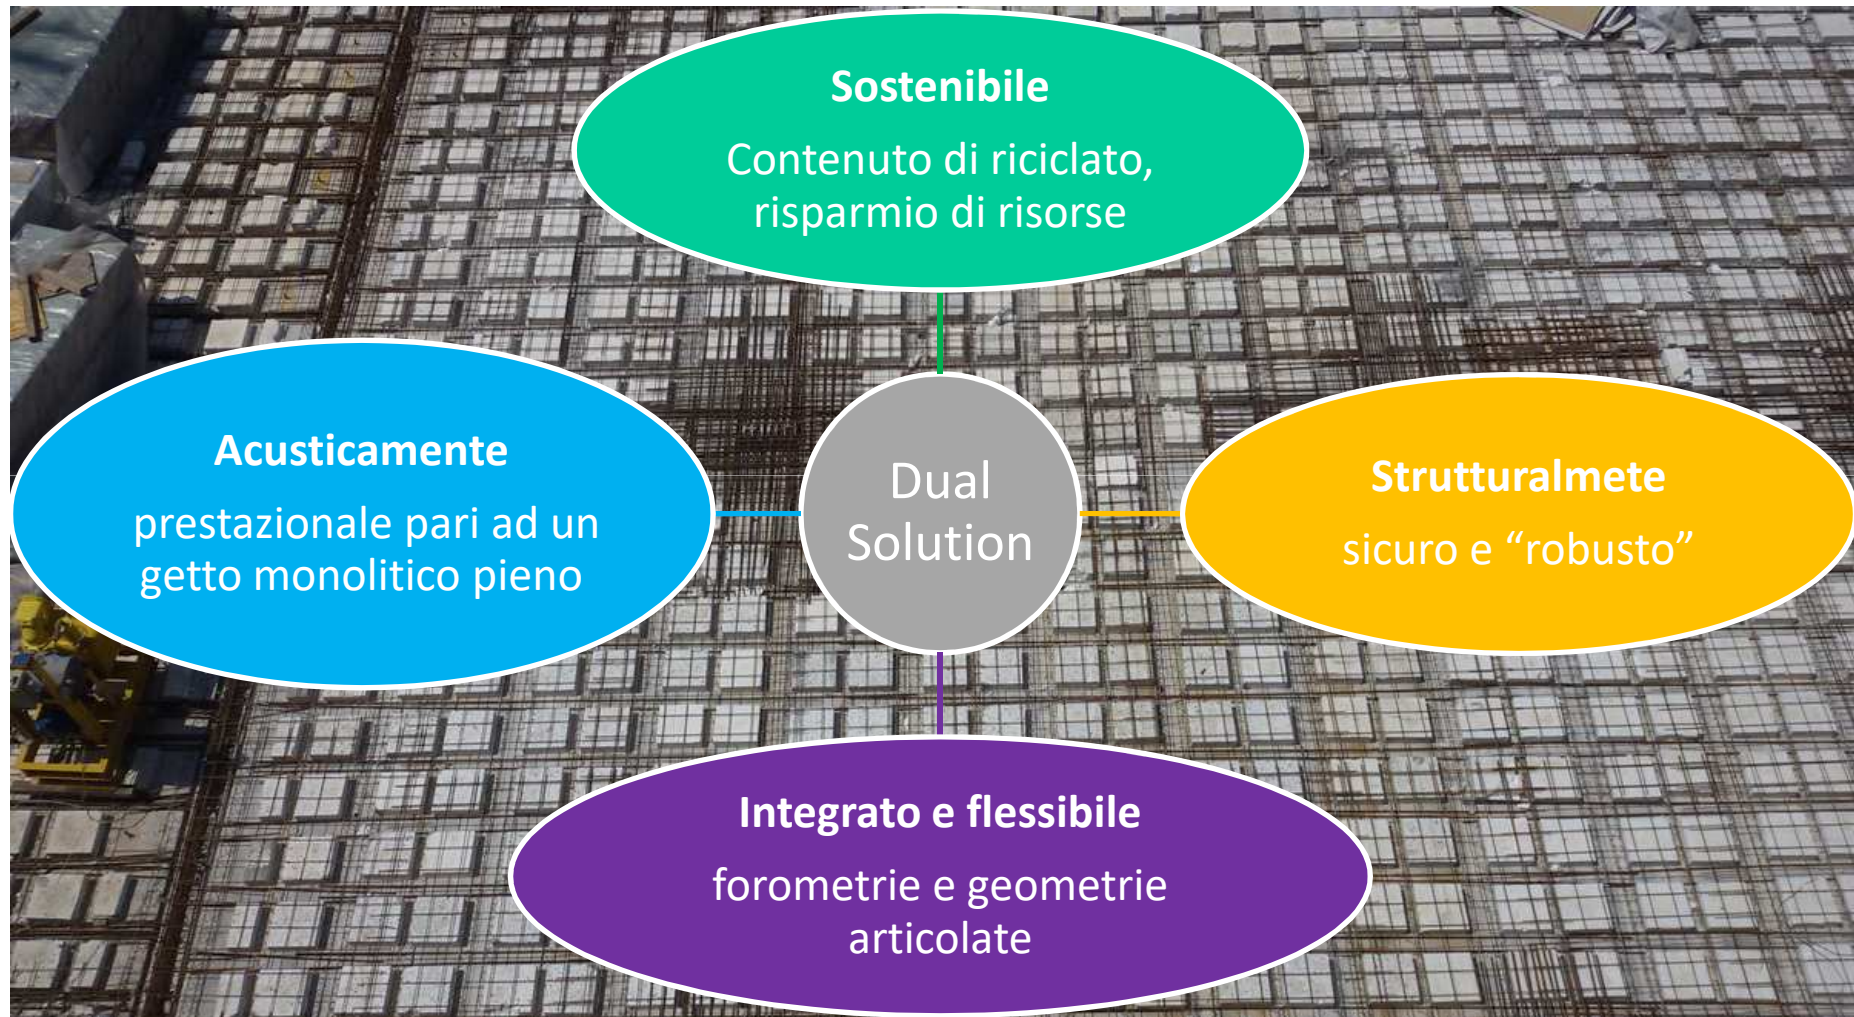 Sostenibile
Contenuto di riciclato,
risparmio di risorse
Acusticamente
prestazionale pari ad un
getto monolitico pieno
Dual
Solution
Strutturalmete
sicuro e “robusto”
Integrato e flessibile
forometrie e geometrie
articolate